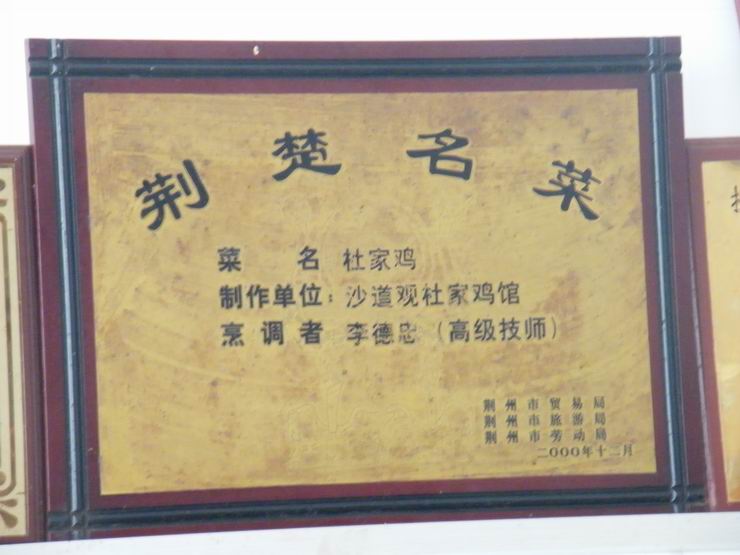 荆楚名菜
菜 名 杜家鸡
制作单位：沙道观杜家鸡馆
烹调者 李德忠（高级技师）
荆州市贸易局
荆州市旅游局
荆州市劳动局
二000年十二月